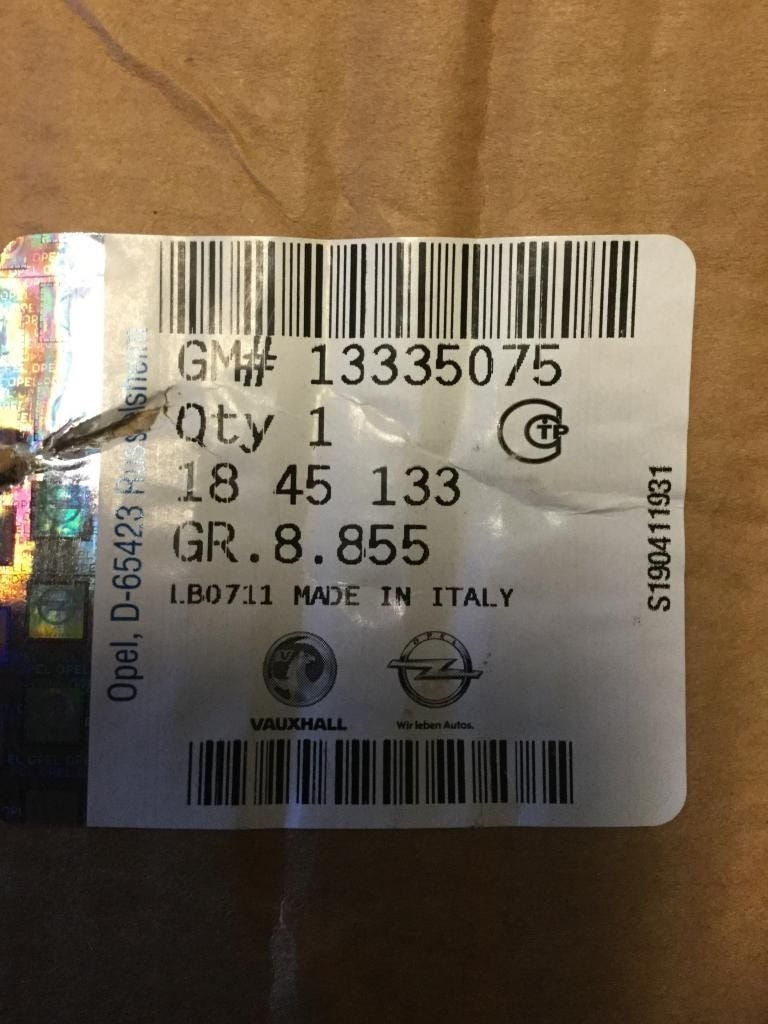 GM# 13335075
Qty 1
18 45 133
GR.8.855
LB0711 MADE IN ITALY
VAUXHALL
OPEL
Wir leben Autos.
Opel, D-65423 Rüsselsheim
S190411931